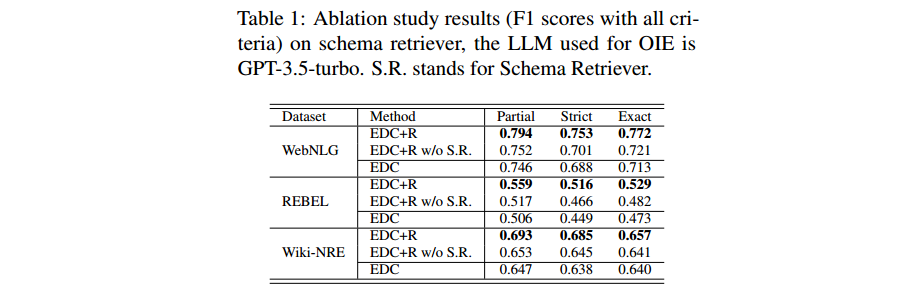 Table 1: Ablation study results (F1 scores with all cri-
teria) on schema retriever, the LLM used for OIE is
GPT-3.5-turbo. S.R. stands for Schema Retriever.
Dataset Method Partial Strict Exact
EDC+R 0.794 0.753 0.772
WebNLG EDC+R w/o S.R. 0.752 0.701 0.721
EDC 0.746 0.688 0.713
EDC+R 0.559 0.516 0.529
REBEL EDC+R w/o S.R. 0.517 0.466 0.482
EDC 0.506 0.449 0.473
EDC+R 0.693 0.685 0.657
Wiki-NRE EDC+R w/o S.R. 0.653 0.645 0.641
EDC 0.647 0.638 0.640